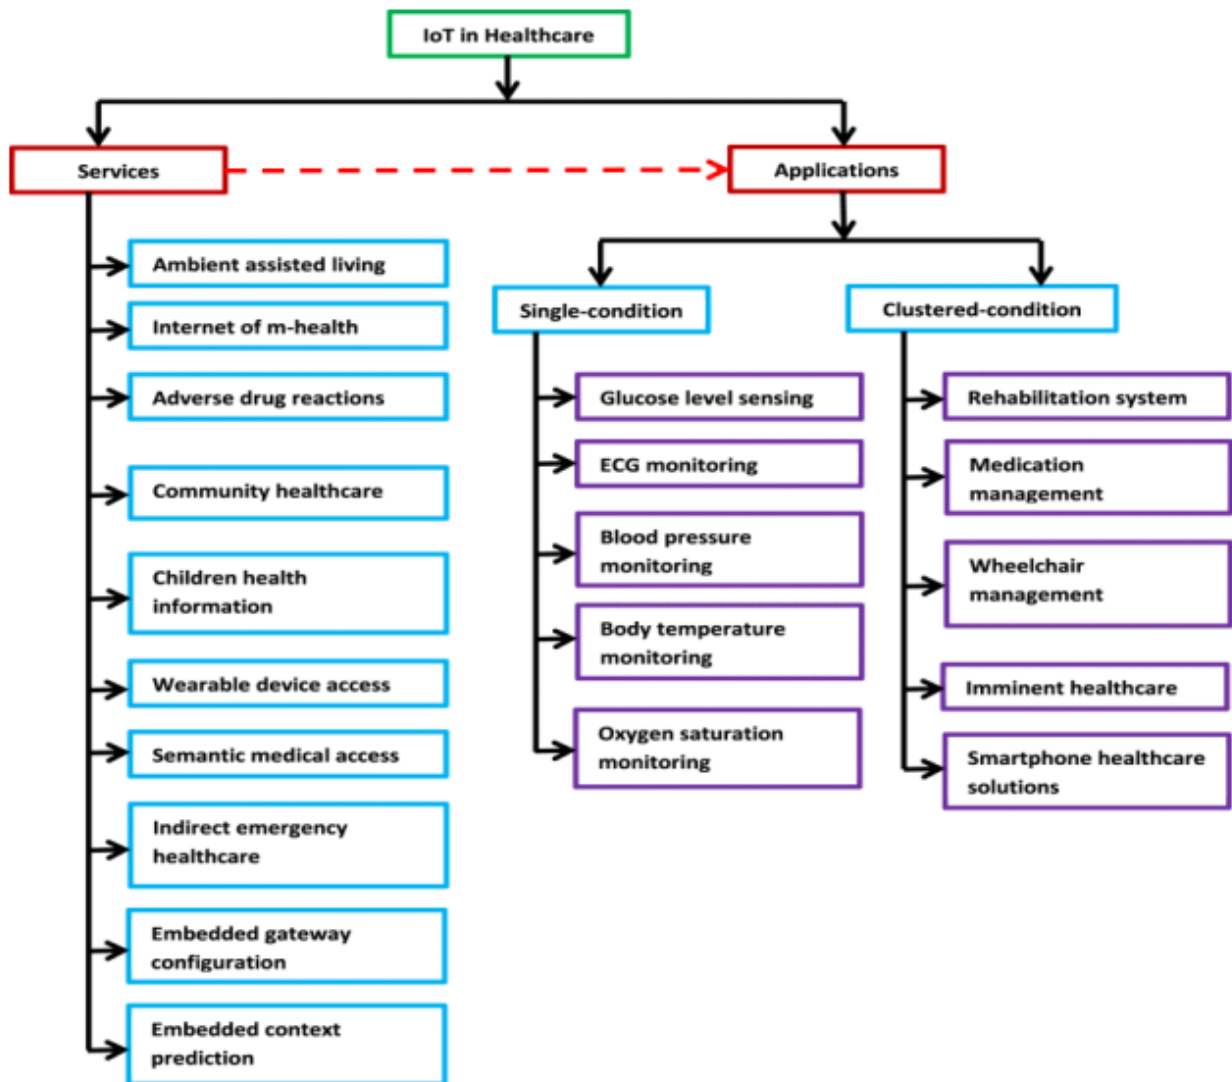 IoT in Healthcare
Services
Applications
Ambient assisted living
Internet of m-health
Adverse drug reactions
Community healthcare
Children health
information
Wearable device access
Semantic medical access
Indirect emergency
healthcare
Embedded gateway
configuration
Embedded context
prediction
Single-condition
Glucose level sensing
ECG monitoring
Blood pressure
monitoring
Body temperature
monitoring
Oxygen saturation
monitoring
Clustered-condition
Rehabilitation system
Medication
management
Wheelchair
management
Imminent healthcare
Smartphone healthcare
solutions